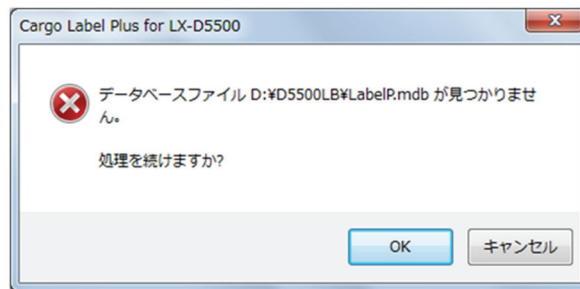 Cargo Label Plus for LX-D5500
データベースファイル D:¥D5500LB¥LabelP.mdb が見つかりませ
ん。
処理を続けますか?
OK
キャンセル